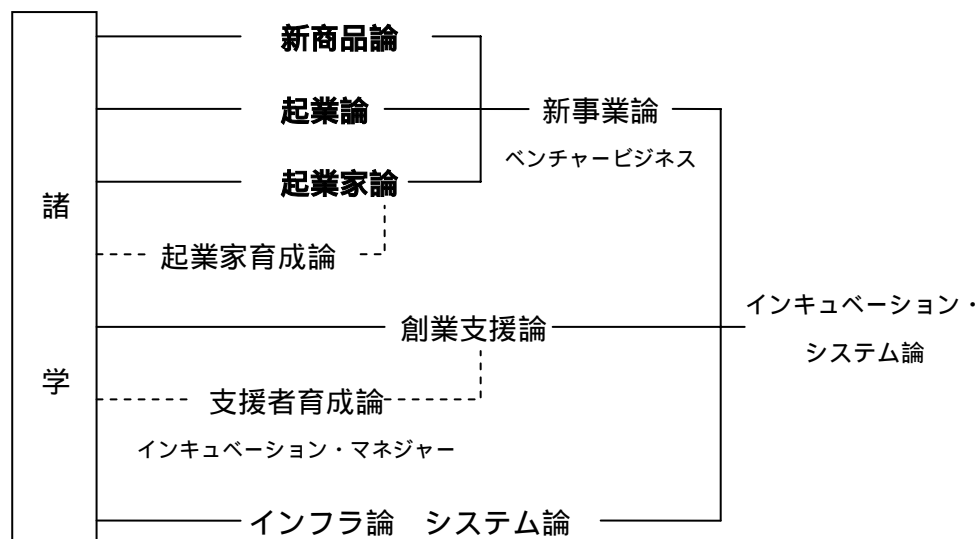 新商品論
起業論
新事業論
ベンチャービジネス
起業家論
諸
学
起業家育成論
インキュベーション・
システム論
創業支援論
支援者育成論
インキュベーション・マネジャー
インフラ論 システム論